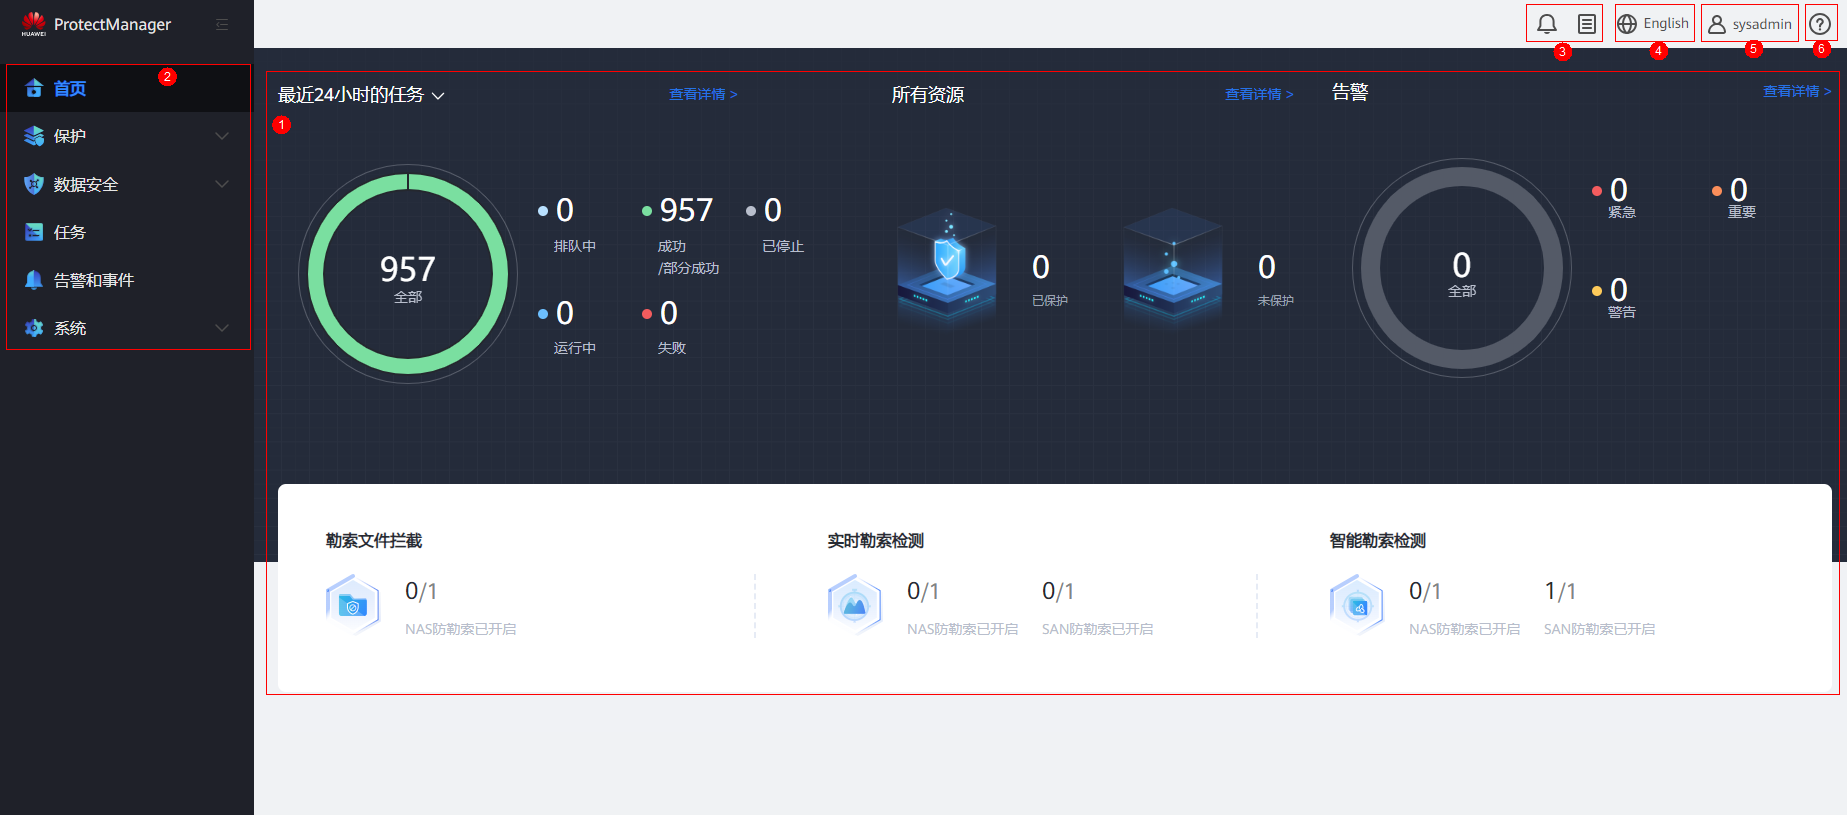 HUAWEI
ProtectManager
3
English
4
sysadmin
5
6
2
首页
保护
数据安全
任务
告警和事件
系统
1
最近24小时的任务
查看详情 >
957
全部
0
排队中
957
成功
/部分成功
0
已停止
0
运行中
0
失败
所有资源
查看详情 >
0
已保护
0
未保护
告警
查看详情 >
0
全部
0
紧急
0
重要
0
警告
勒索文件拦截
0/1
NAS防勒索已开启
实时勒索检测
0/1
NAS防勒索已开启
0/1
SAN防勒索已开启
智能勒索检测
0/1
NAS防勒索已开启
1/1
SAN防勒索已开启